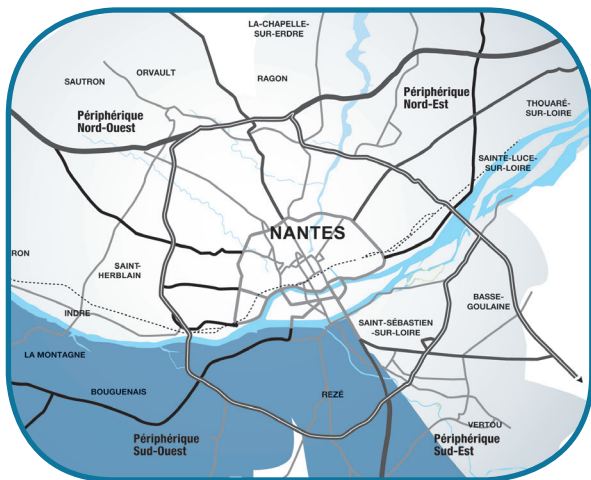 LA-CHAPELLE
-SUR-ERDRE
ORVAULT
RAGON
SAUTRON
Périphérique
Nord-Ouest
Périphérique
Nord-Est
THOUARÉ-
SUR-LOIRE
SAINTE-LUCE-
SUR-LOIRE
NANTES
RON
SAINT-
HERBLAIN
BASSE-
GOULAINE
INDRE
SAINT-SÉBASTIEN
-SUR-LOIRE
LA MONTAGNE
BOUGUENAIS
REZÉ
VERTOU
Périphérique
Sud-Ouest
Périphérique
Sud-Est